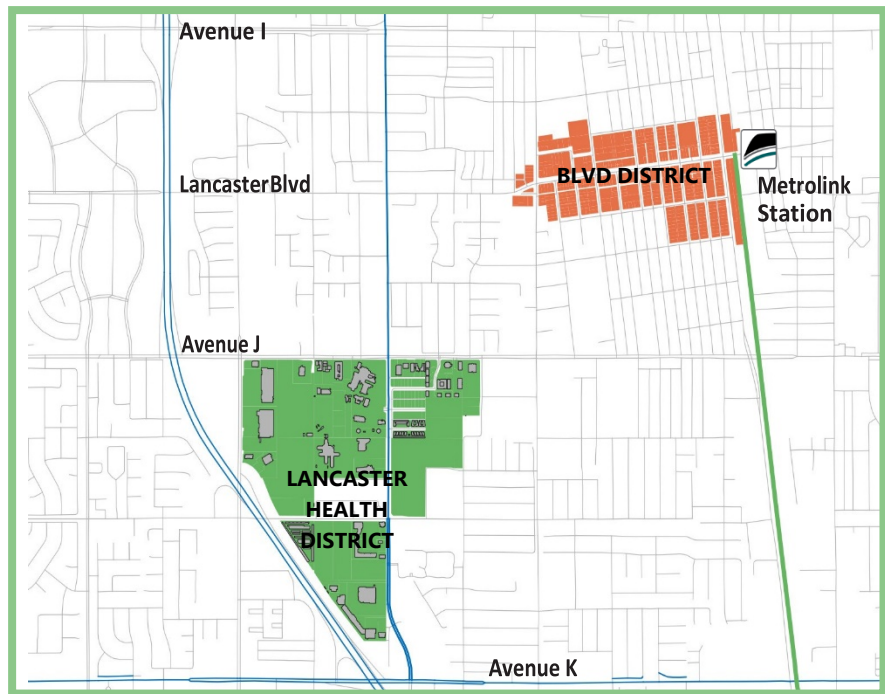 Avenue I
BLVD DISTRICT
LancasterBlvd
Metrolink
Station
Avenue J
LANCASTER
HEALTH
DISTRICT
Avenue K